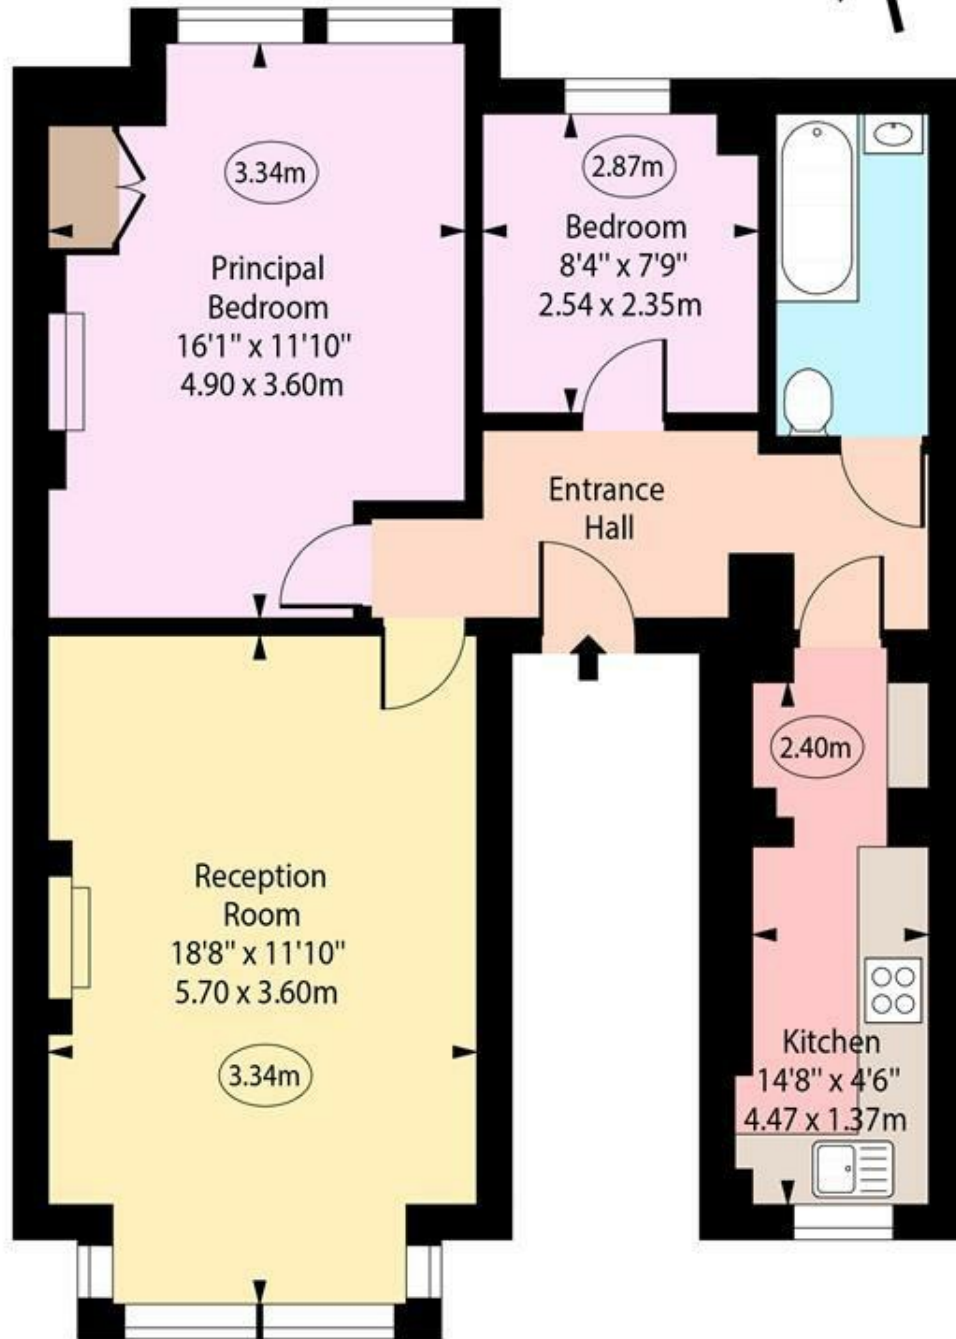 3.34m
Principal
Bedroom
16'1" x 11'10"
4.90 x 3.60m
2.87m
Bedroom
8'4" x 7'9"
2.54 x 2.35m
Entrance
Hall
Reception
Room
18'8" x 11'10"
5.70 x 3.60m
3.34m
2.40m
Kitchen
14'8" x 4'6"
4.47 x 1.37m